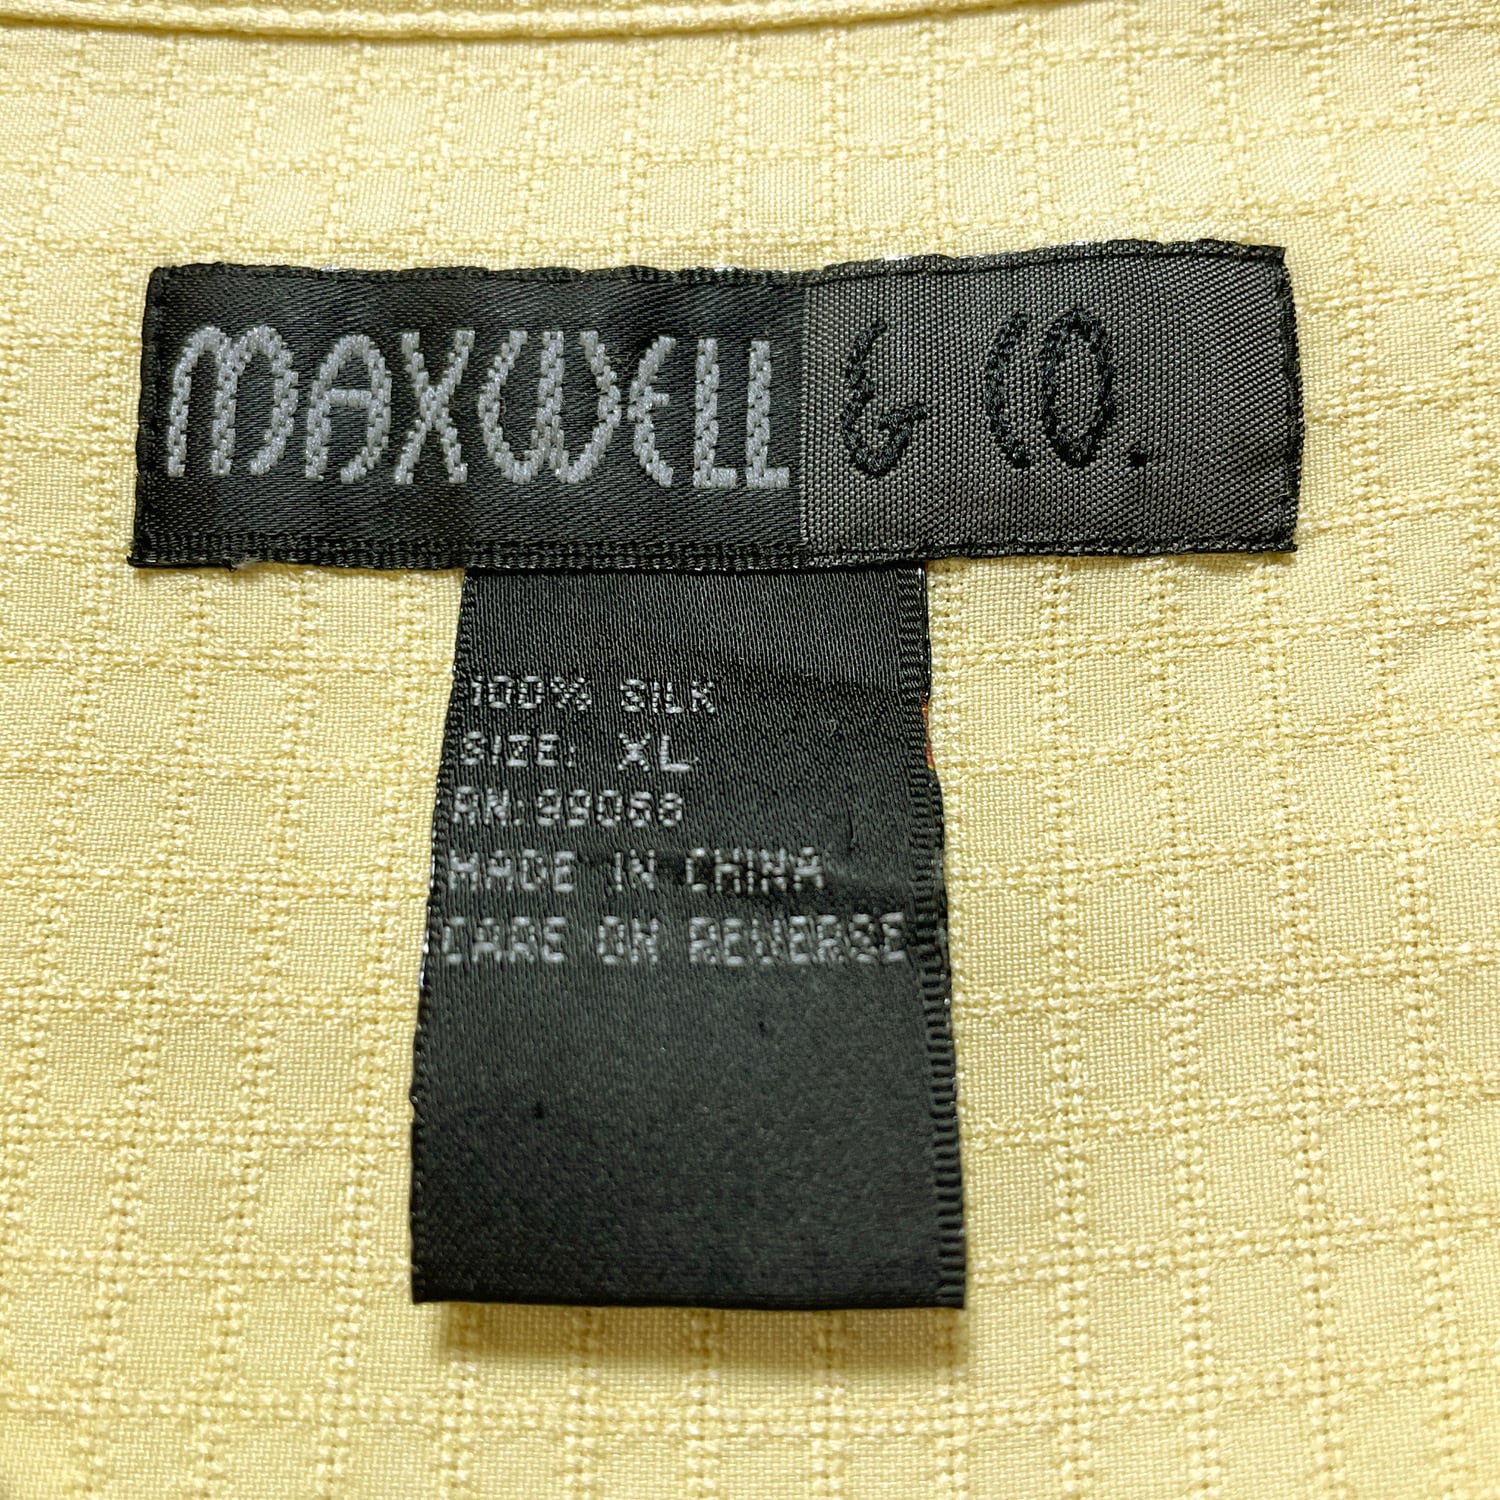 MAXWELL & CO.
100% SILK
SIZE: XL
RN: 99068
MADE IN CHINA
CARE ON REVERSE